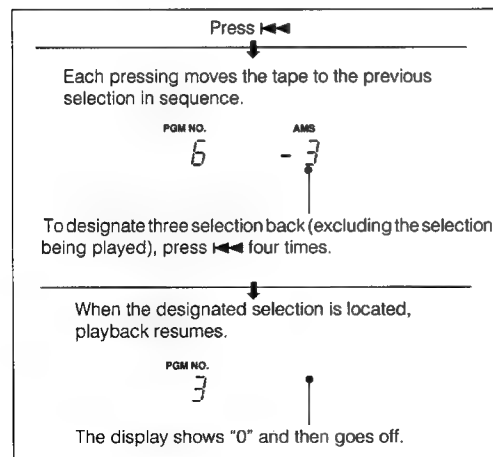 Press ⏮
Each pressing moves the tape to the previous
selection in sequence.
PGM NO. AMS
6 - 3
To designate three selection back (excluding the selection
being played), press ⏮ four times.
When the designated selection is located,
playback resumes.
PGM NO.
3
The display shows "0" and then goes off.